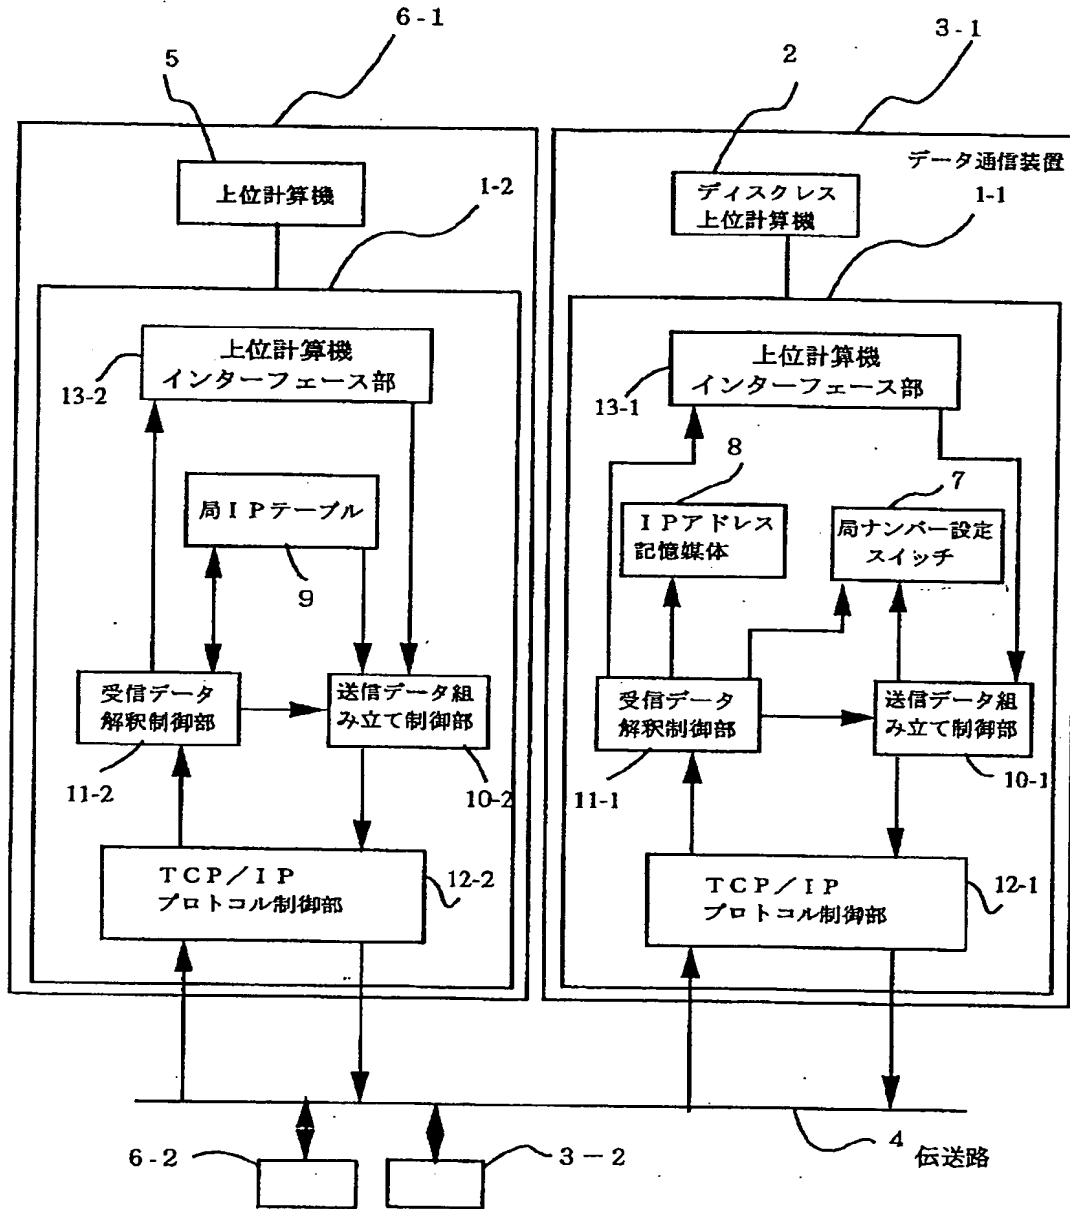 6-1
3-1
5
2
データ通信装置
上位計算機
1-2
ディスクレス
上位計算機
1-1
上位計算機
インターフェース部
13-2
上位計算機
インターフェース部
13-1
8
7
局ＩＰテーブル
9
ＩＰアドレス
記憶媒体
局ナンバー設定
スイッチ
受信データ
解釈制御部
11-2
送信データ組
み立て制御部
10-2
受信データ
解釈制御部
11-1
送信データ組
み立て制御部
10-1
ＴＣＰ／ＩＰ
プロトコル制御部
12-2
ＴＣＰ／ＩＰ
プロトコル制御部
12-1
6-2
3－2
4
伝送路